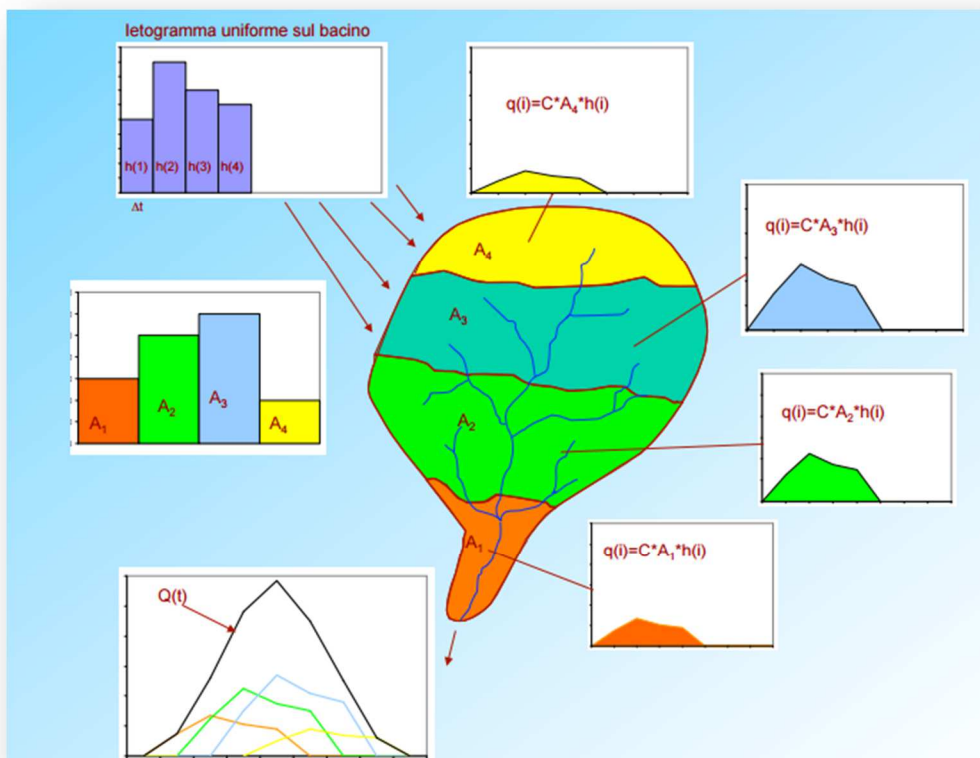 Ietogramma uniforme sul bacino
h(1) h(2) h(3) h(4)
Δt
q(i)=C*A₄*h(i)
q(i)=C*A₃*h(i)
A₄
A₃
A₂
A₁
A₁ A₂ A₃ A₄
q(i)=C*A₂*h(i)
q(i)=C*A₁*h(i)
Q(t)